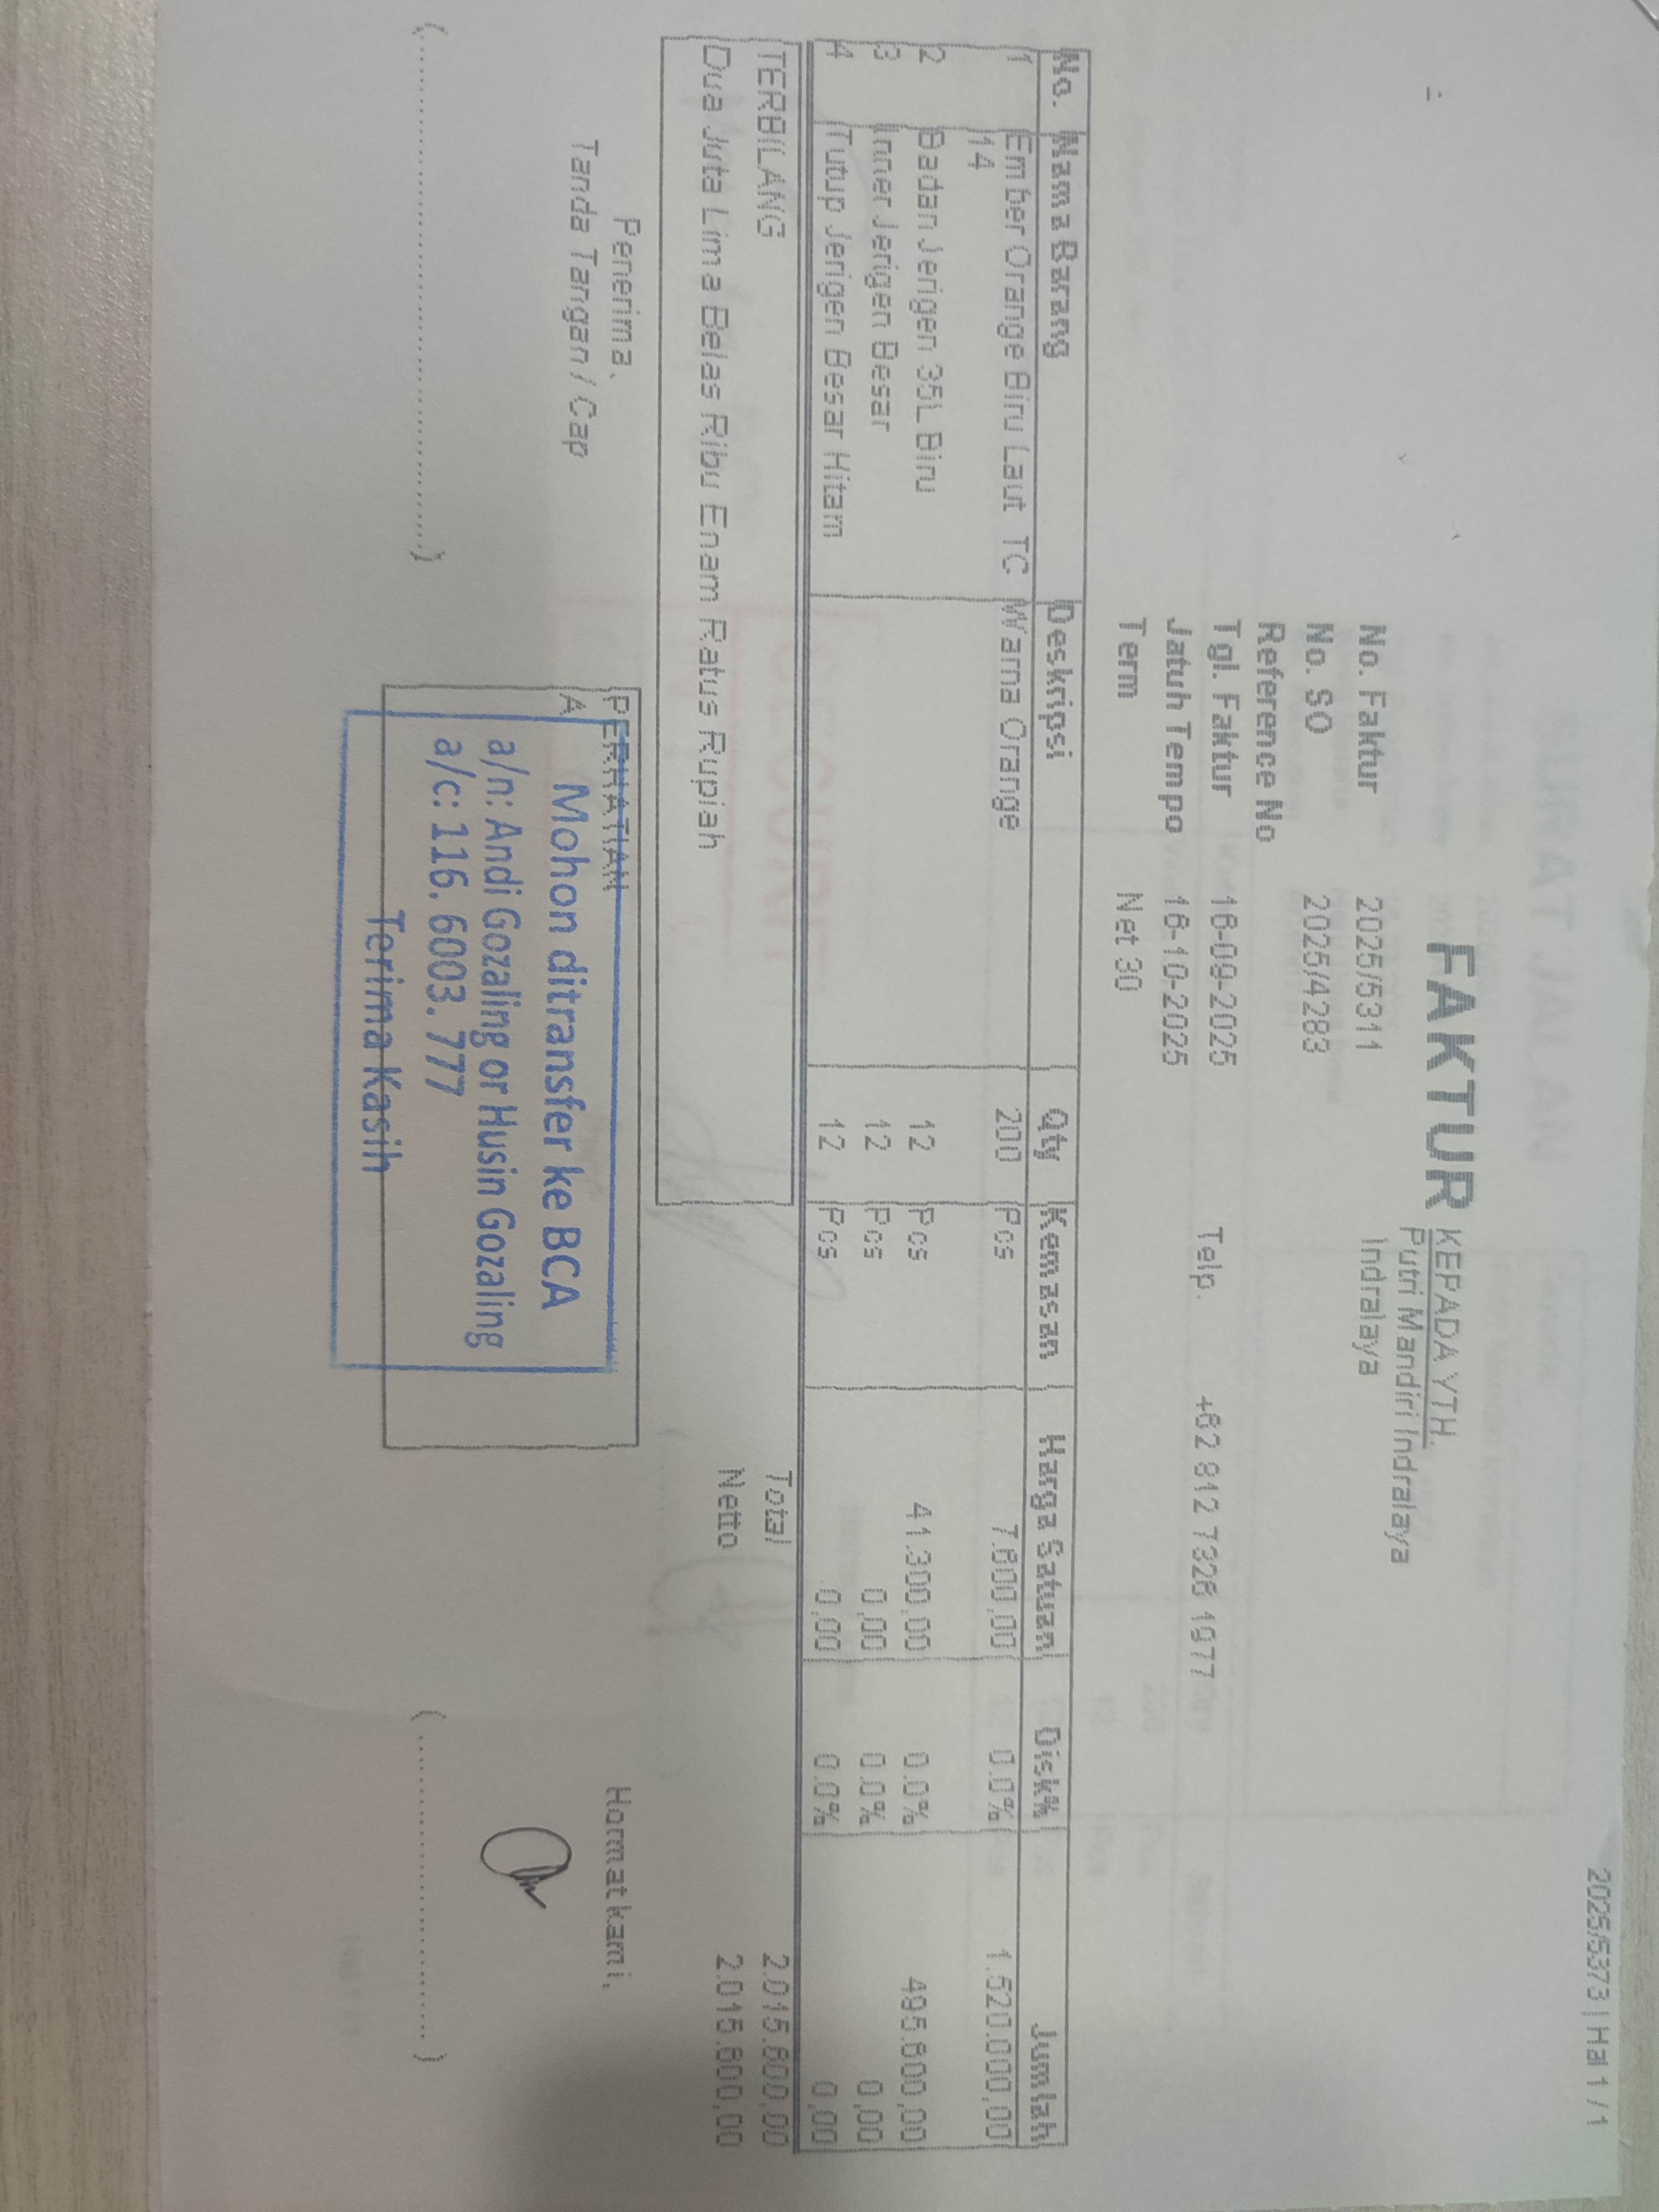 2025/5373 | Hal 1 / 1
FAKTUR
KEPADA YTH.
Putri Mandiri Indralaya
Indralaya
No. Faktur 2025/5311
No. SO 2025/4283
Reference No
Tgl. Faktur 16-09-2025 Telp. +62 812 7326 1977
Jatuh Tempo 16-10-2025
Term Net 30
No. Nama Barang Deskripsi Qty Kemasan Harga Satuan Disk% Jumlah
1 Ember Orange Biru Laut TC Warna Orange 200 Pcs 7.600,00 0.0% 1.520.000,00
14
2 Badan Jerigen 35L Biru 12 Pcs 41.300,00 0.0% 495.600,00
3 Inner Jerigen Besar 12 Pcs 0,00 0.0% 0,00
4 Tutup Jerigen Besar Hitam 12 Pcs 0,00 0.0% 0,00
TERBILANG
Dua Juta Lima Belas Ribu Enam Ratus Rupiah
Total 2.015.600,00
Netto 2.015.600,00
Penerima,
Tanda Tangan / Cap
PERHATIAN
A
Mohon ditransfer ke BCA
a/n: Andi Gozaling or Husin Gozaling
a/c: 116. 6003. 777
Terima Kasih
Hormat kami,
(..............................)
(..............................)